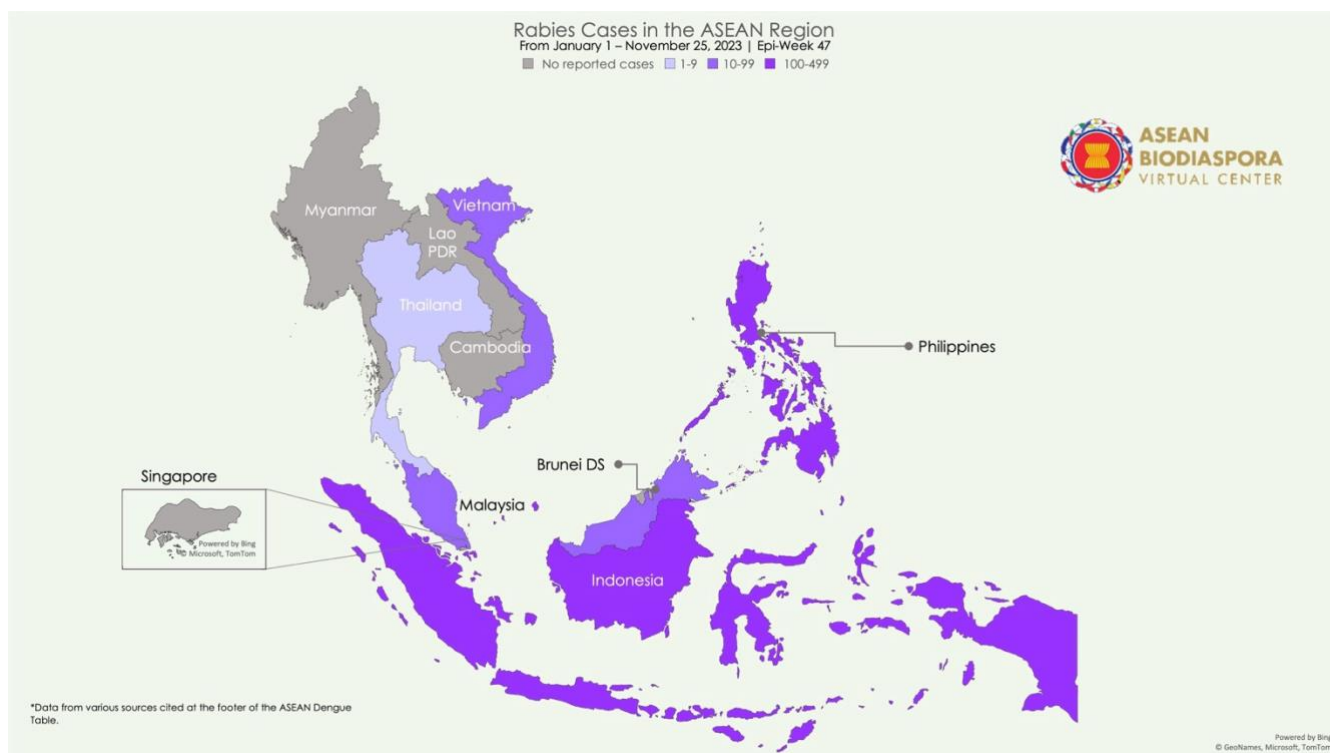 Rabies Cases in the ASEAN Region
From January 1 – November 25, 2023 | Epi-Week 47
No reported cases 1-9 10-99 100-499
ASEAN
BIODIASPORA
VIRTUAL CENTER
Myanmar
Vietnam
Lao
PDR
Thailand
Cambodia
Philippines
Brunei DS
Singapore
Malaysia
Powered by Bing
© Microsoft, TomTom
Indonesia
*Data from various sources cited at the footer of the ASEAN Dengue
Table.
Powered by Bing
© GeoNames, Microsoft, TomTom